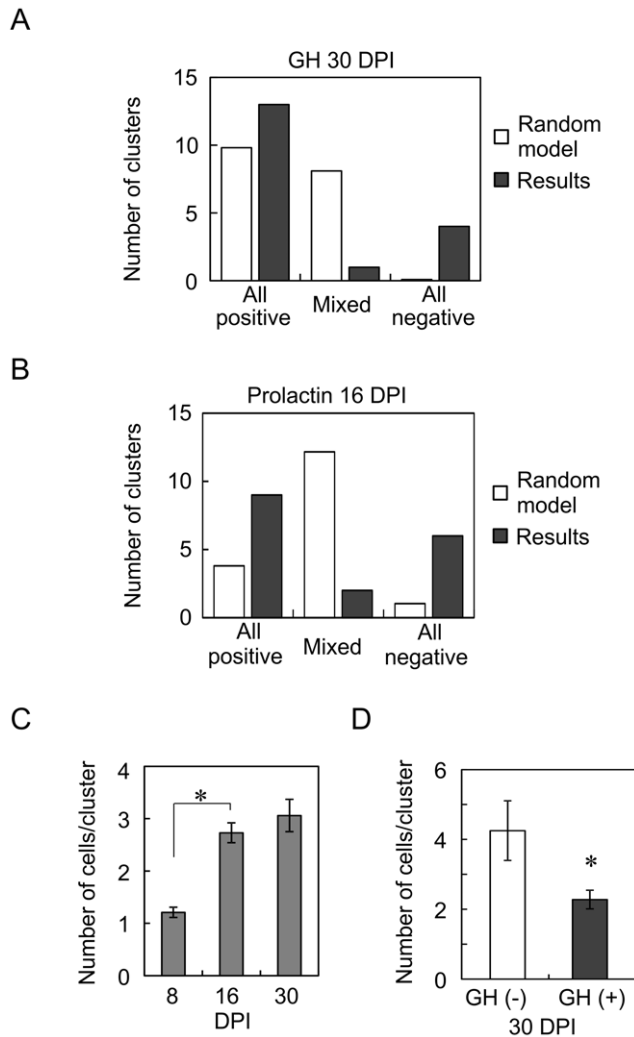 A
GH 30 DPI
Number of clusters
15
10
5
0
All
positive
Mixed
All
negative
Random
model
Results
B
Prolactin 16 DPI
Number of clusters
15
10
5
0
All
positive
Mixed
All
negative
Random
model
Results
C
Number of cells/cluster
4
3
2
1
0
*
8 16 30
DPI
D
Number of cells/cluster
6
4
2
0
*
GH (-) GH (+)
30 DPI